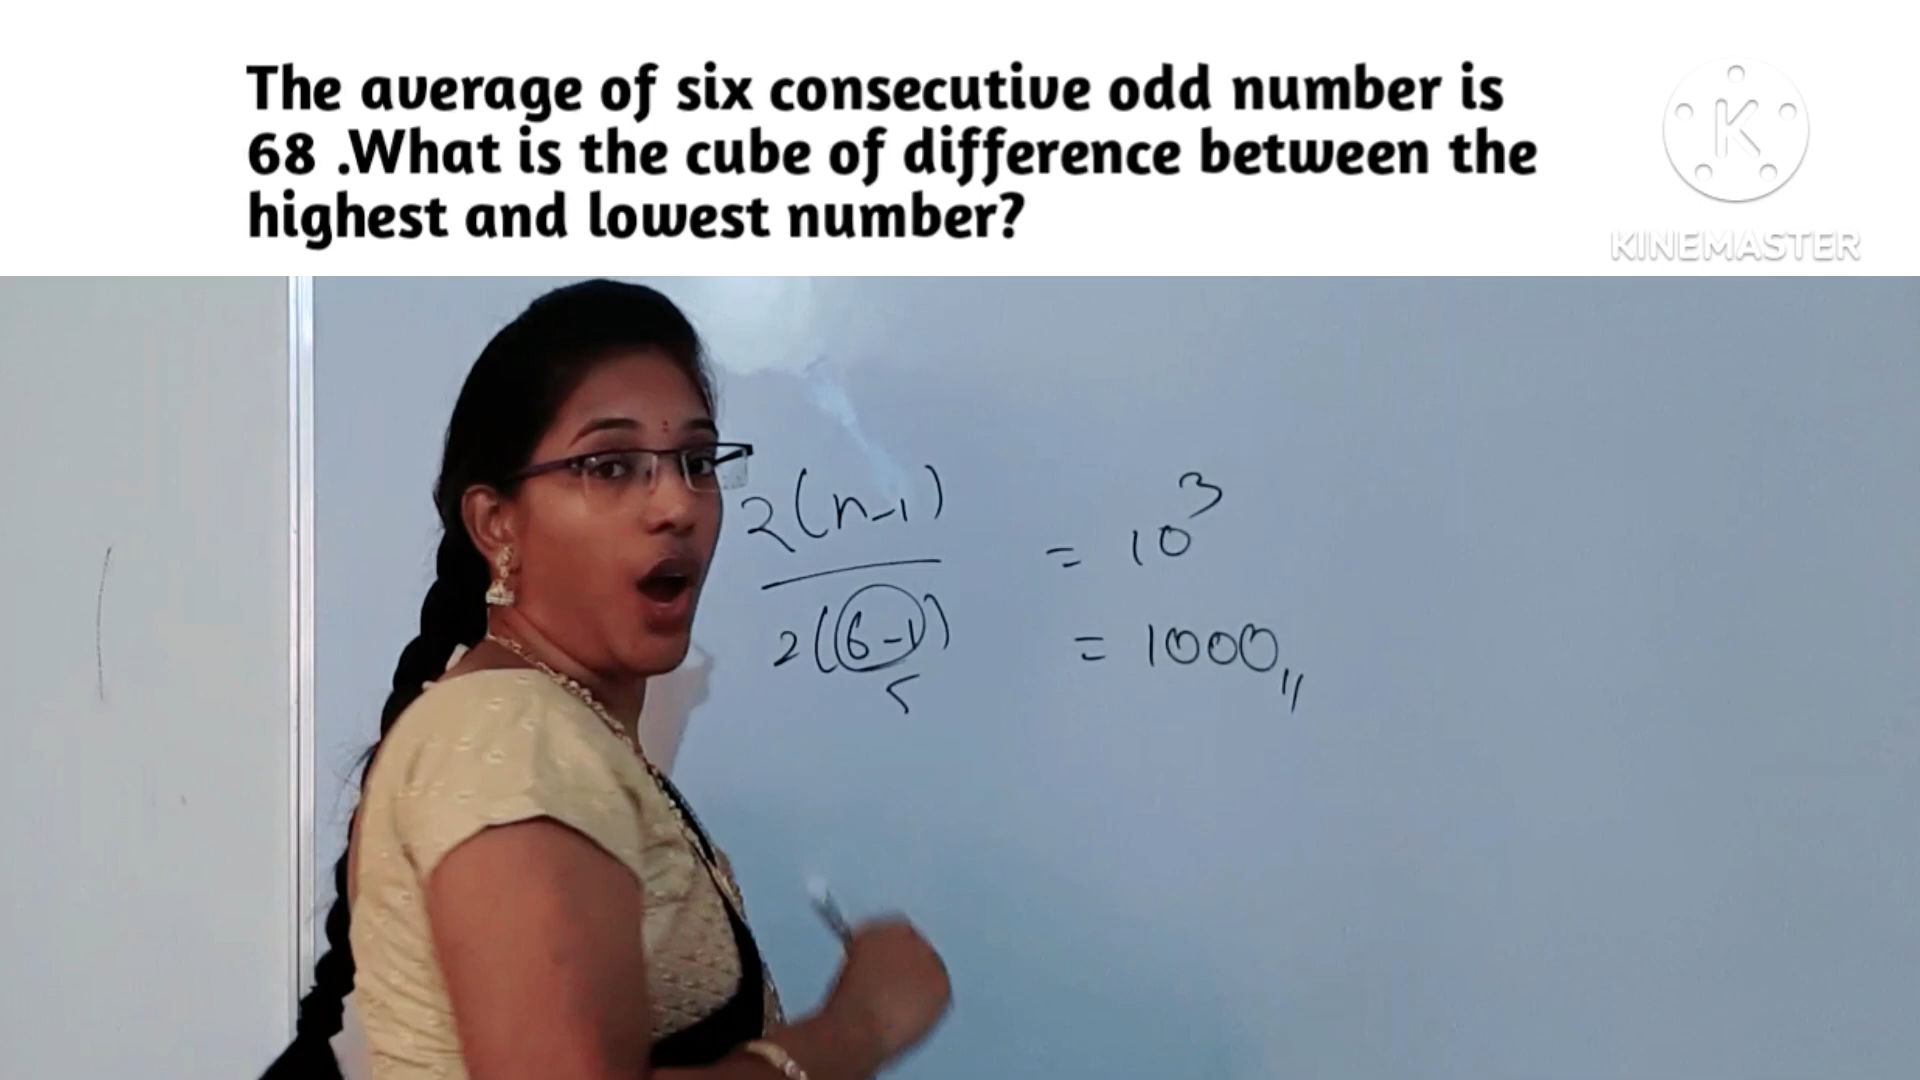 The average of six consecutive odd number is
68 .What is the cube of difference between the
highest and lowest number?
K
KINEMASTER
2(n-1)
= 10³
2(6-1)
5
= 1000,,